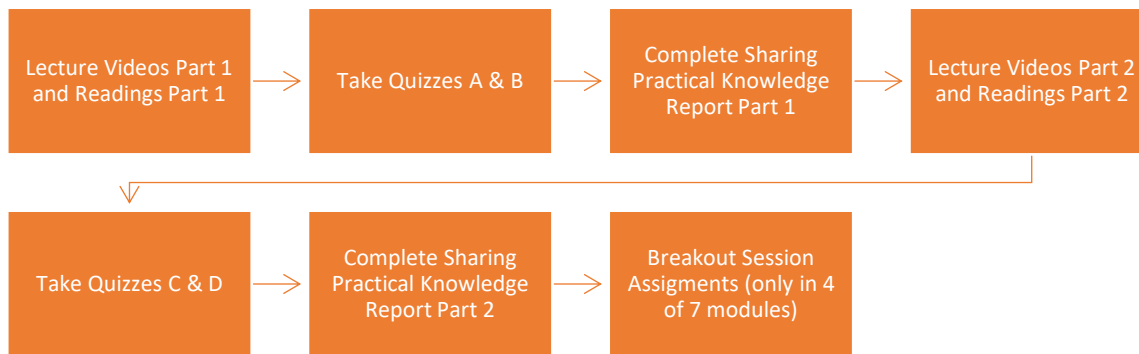 Lecture Videos Part 1
and Readings Part 1
Take Quizzes A & B
Complete Sharing
Practical Knowledge
Report Part 1
Lecture Videos Part 2
and Readings Part 2
Take Quizzes C & D
Complete Sharing
Practical Knowledge
Report Part 2
Breakout Session
Assigments (only in 4
of 7 modules)